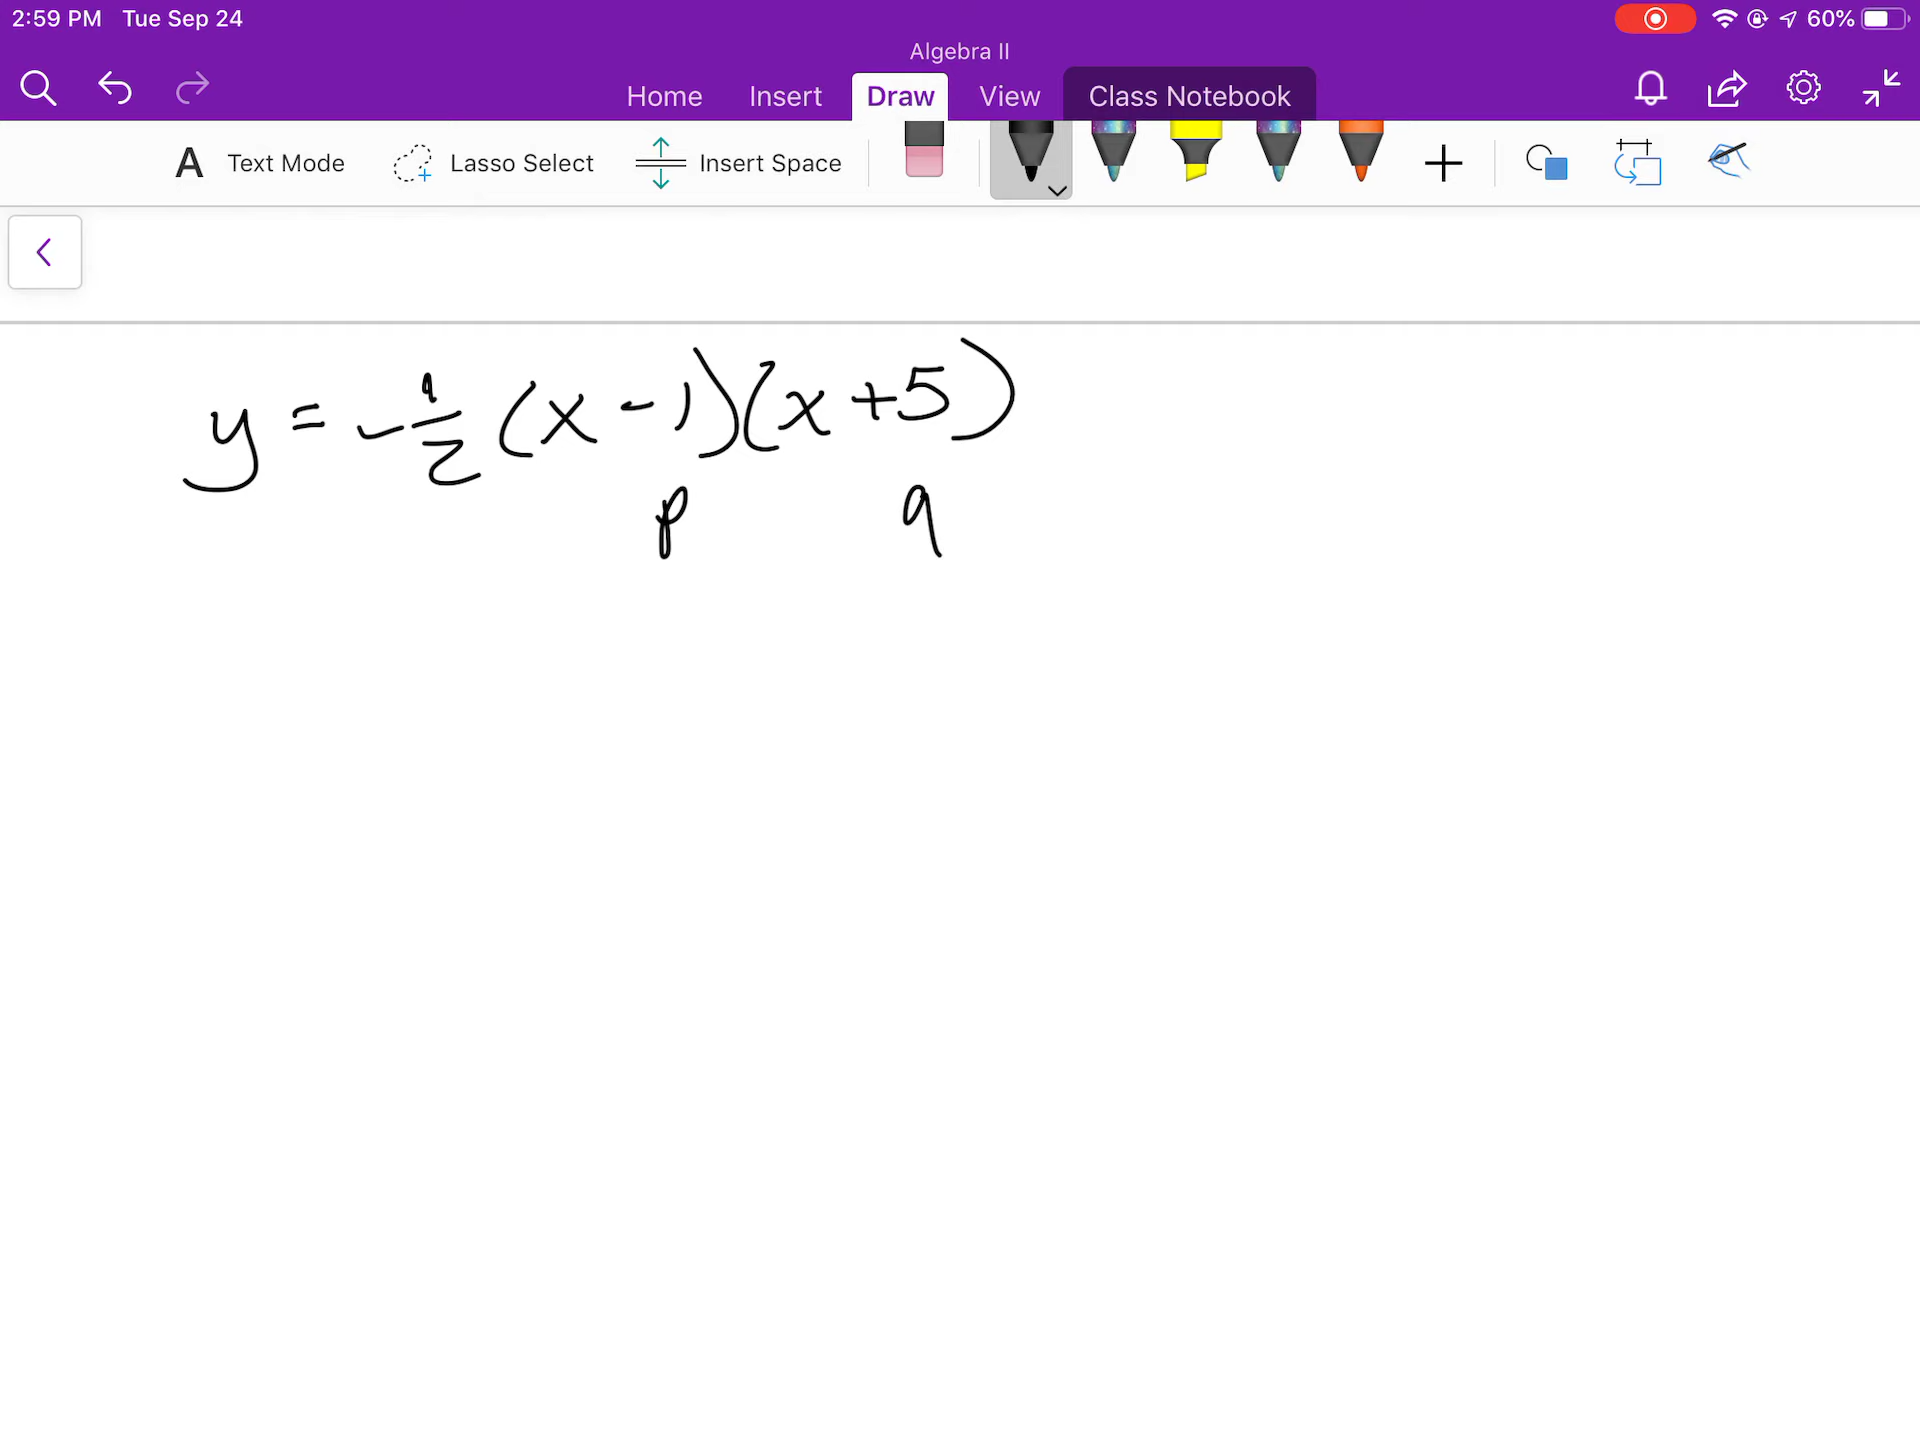 2:59 PM Tue Sep 24 60%
Algebra II
Home Insert Draw View Class Notebook
A Text Mode Lasso Select Insert Space
y = -1/2 (x - 1)(x + 5)
p q